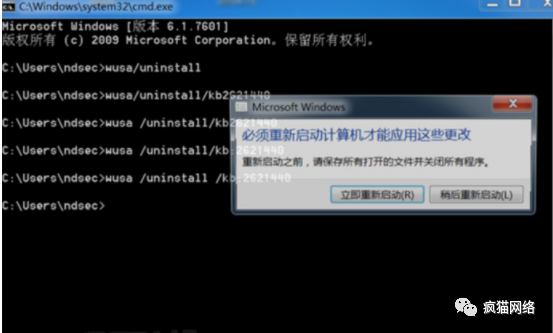 C:\Windows\system32\cmd.exe
Microsoft Windows [版本 6.1.7601]
版权所有 (c) 2009 Microsoft Corporation。保留所有权利。
C:\Users\ndsec>wusa/uninstall
C:\Users\ndsec>wusa/uninstall/kb2621440
C:\Users\ndsec>wusa /uninstall/kb2621440
C:\Users\ndsec>wusa /uninstall/kb:2621440
C:\Users\ndsec>wusa /uninstall /kb:2621440
C:\Users\ndsec>
Microsoft Windows
必须重新启动计算机才能应用这些更改
重新启动之前，请保存所有打开的文件并关闭所有程序。
立即重新启动(R)
稍后重新启动(L)
疯猫网络